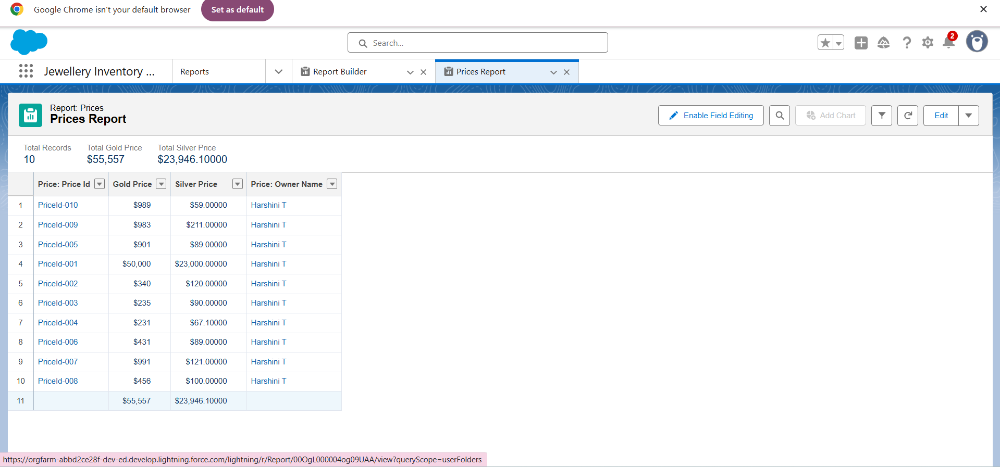 Google Chrome isn't your default browser
Set as default
Search...
2
Jewellery Inventory ...
Reports
Report Builder
Prices Report
Report: Prices
Prices Report
Enable Field Editing
Add Chart
Edit
Total Records Total Gold Price Total Silver Price
10 $55,557 $23,946.10000
Price: Price Id Gold Price Silver Price Price: Owner Name
1 PriceId-010 $989 $59.00000 Harshini T
2 PriceId-009 $983 $211.00000 Harshini T
3 PriceId-005 $901 $89.00000 Harshini T
4 PriceId-001 $50,000 $23,000.00000 Harshini T
5 PriceId-002 $340 $120.00000 Harshini T
6 PriceId-003 $235 $90.00000 Harshini T
7 PriceId-004 $231 $67.10000 Harshini T
8 PriceId-006 $431 $89.00000 Harshini T
9 PriceId-007 $991 $121.00000 Harshini T
10 PriceId-008 $456 $100.00000 Harshini T
11 $55,557 $23,946.10000
https://orgfarm-abbd2ce28f-dev-ed.develop.lightning.force.com/lightning/r/Report/00OgL000004og09UAA/view?queryScope=userFolders